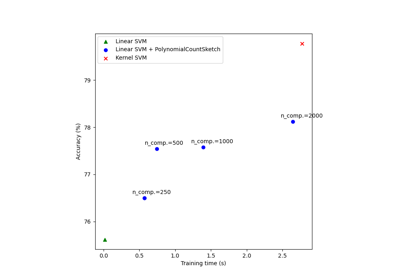 Linear SVM
Linear SVM + PolynomialCountSketch
Kernel SVM
79
n_comp.=2000
78
n_comp.=500
n_comp.=1000
77
n_comp.=250
76
Accuracy (%)
0.0 0.5 1.0 1.5 2.0 2.5
Training time (s)